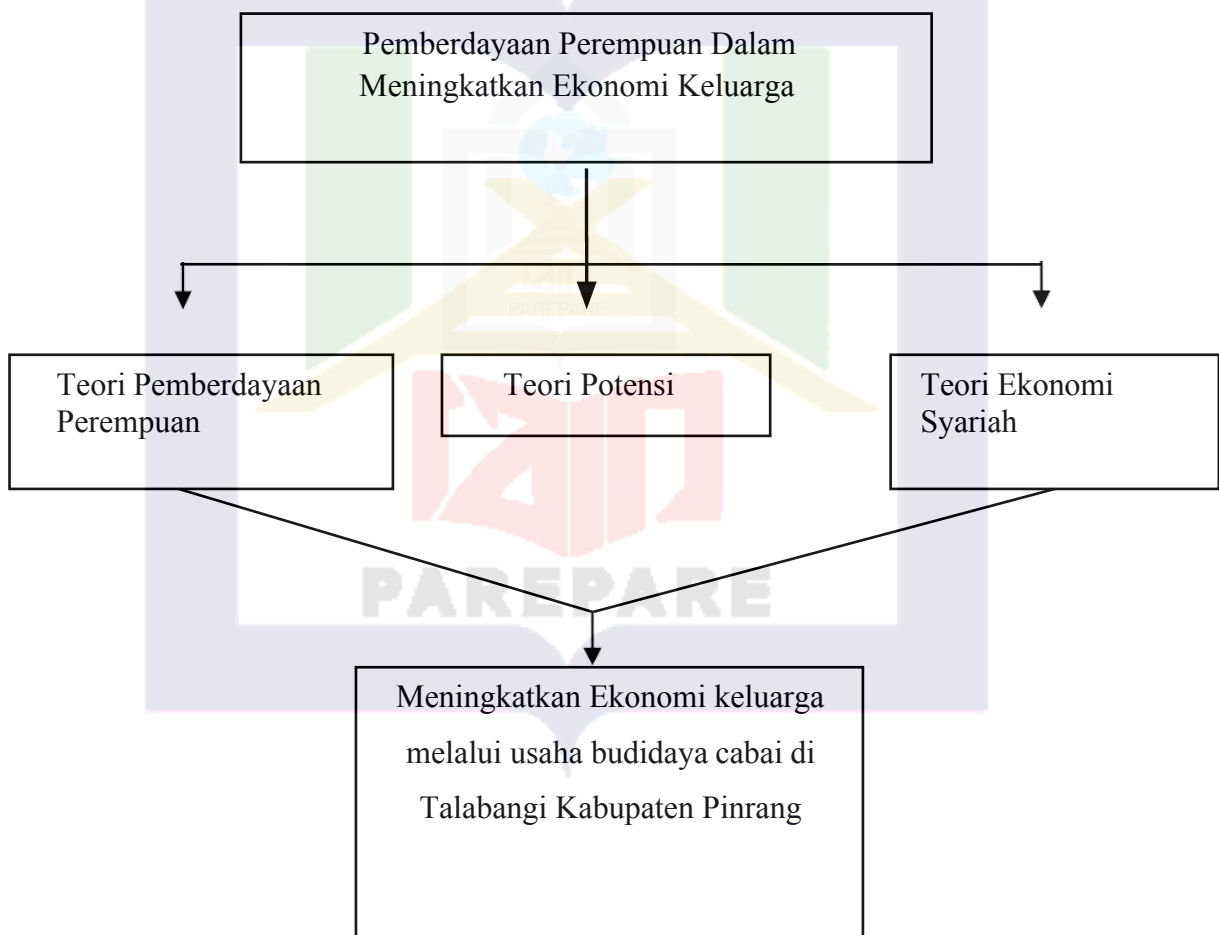 Pemberdayaan Perempuan Dalam
Meningkatkan Ekonomi Keluarga
PAREPARE
Teori Pemberdayaan
Perempuan
Teori Potensi
Teori Ekonomi
Syariah
PAREPARE
Meningkatkan Ekonomi keluarga
melalui usaha budidaya cabai di
Talabangi Kabupaten Pinrang